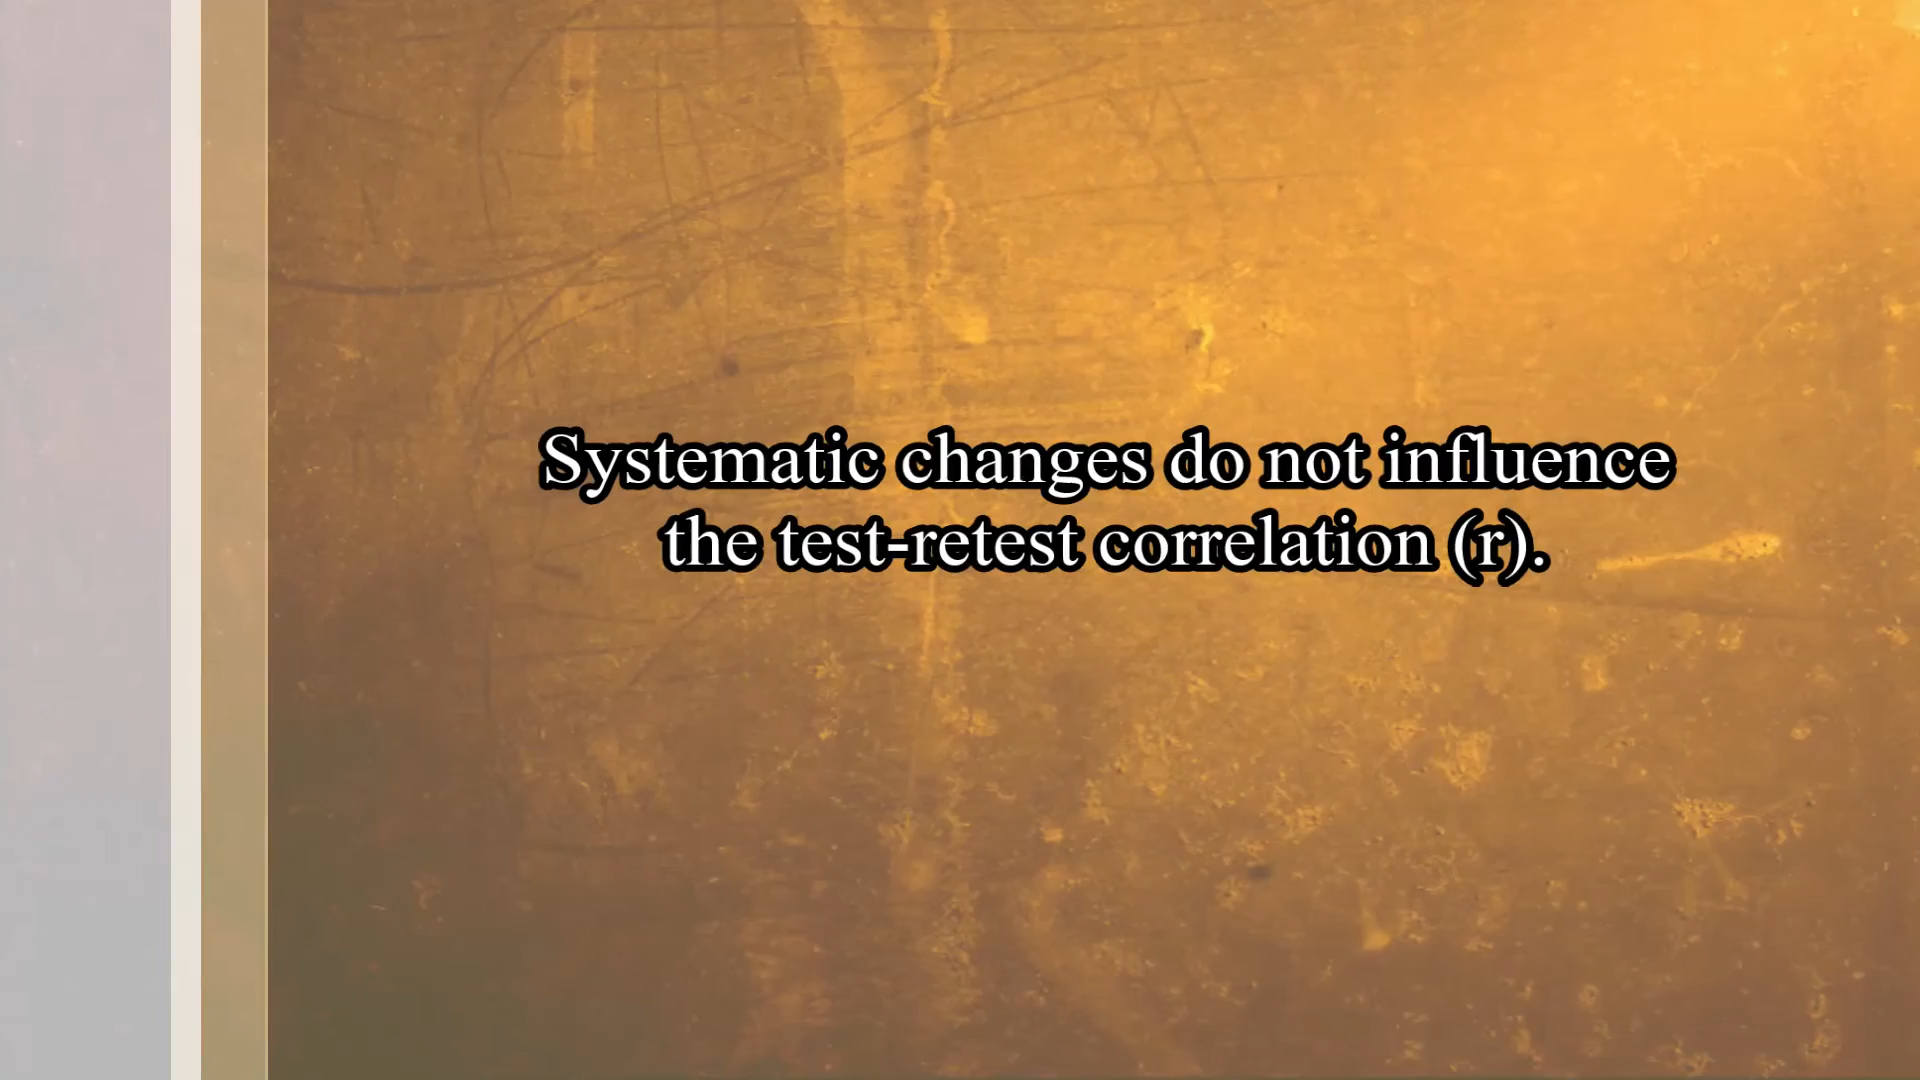 Systematic changes do not influence
the test-retest correlation (r).